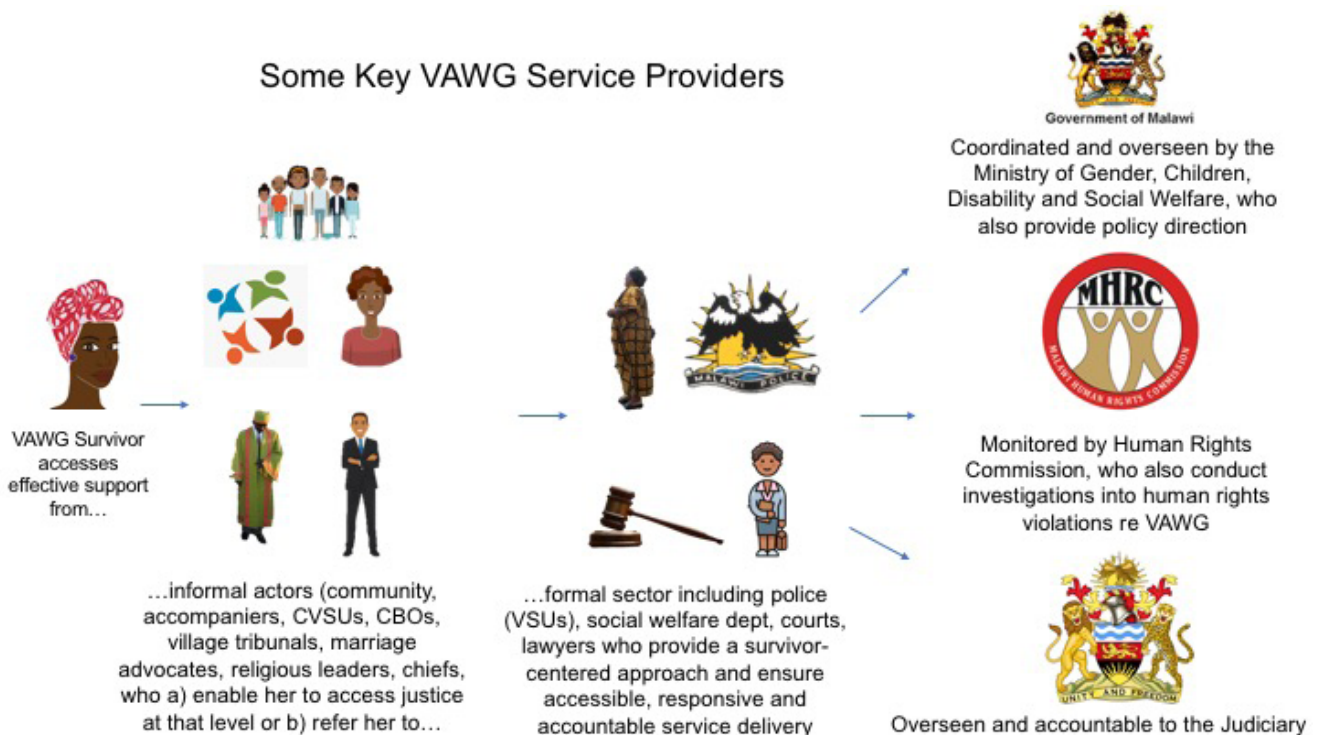 Some Key VAWG Service Providers
Government of Malawi
Coordinated and overseen by the
Ministry of Gender, Children,
Disability and Social Welfare, who
also provide policy direction
VAWG Survivor
accesses
effective support
from…
…informal actors (community,
accompaniers, CVSUs, CBOs,
village tribunals, marriage
advocates, religious leaders, chiefs,
who a) enable her to access justice
at that level or b) refer her to…
MALAWI POLICE
…formal sector including police
(VSUs), social welfare dept, courts,
lawyers who provide a survivor-
centered approach and ensure
accessible, responsive and
accountable service delivery
MHRC
MALAWI HUMAN RIGHTS COMMISSION
Monitored by Human Rights
Commission, who also conduct
investigations into human rights
violations re VAWG
UNITY AND FREEDOM
Overseen and accountable to the Judiciary